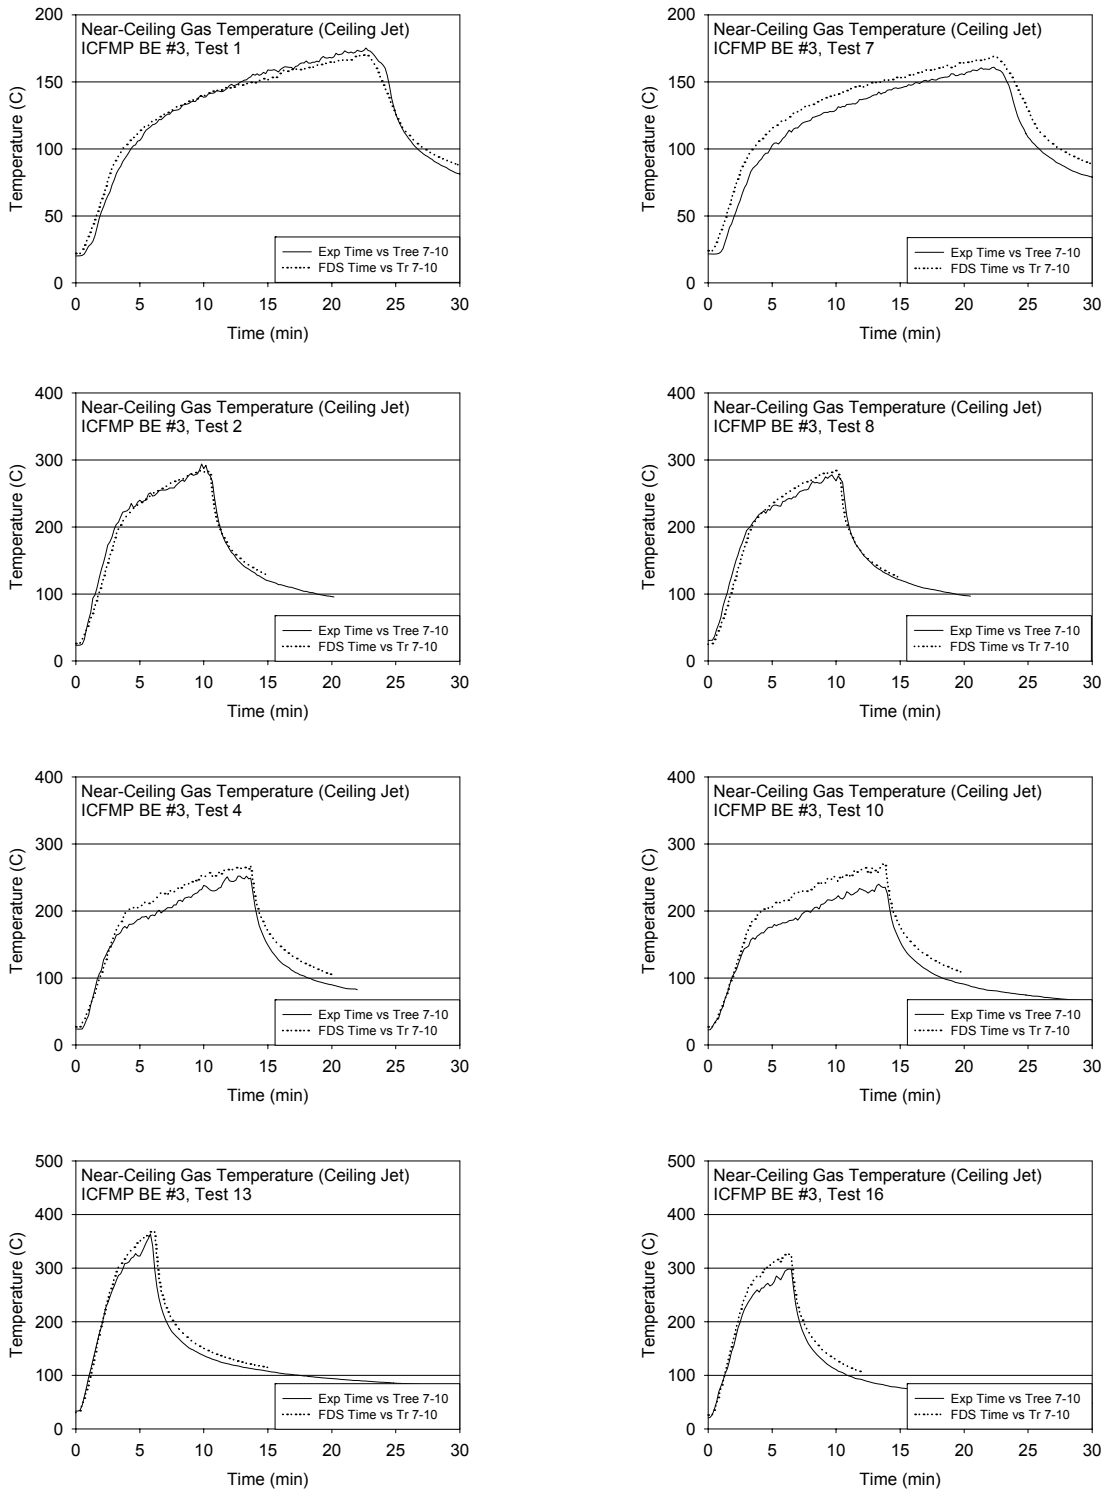 Near-Ceiling Gas Temperature (Ceiling Jet)
ICFMP BE #3, Test 1
Temperature (C)
200
150
100
50
0
Exp Time vs Tree 7-10
FDS Time vs Tr 7-10
0 5 10 15 20 25 30
Time (min)
Near-Ceiling Gas Temperature (Ceiling Jet)
ICFMP BE #3, Test 7
Temperature (C)
200
150
100
50
0
Exp Time vs Tree 7-10
FDS Time vs Tr 7-10
0 5 10 15 20 25 30
Time (min)
Near-Ceiling Gas Temperature (Ceiling Jet)
ICFMP BE #3, Test 2
Temperature (C)
400
300
200
100
0
Exp Time vs Tree 7-10
FDS Time vs Tr 7-10
0 5 10 15 20 25 30
Time (min)
Near-Ceiling Gas Temperature (Ceiling Jet)
ICFMP BE #3, Test 8
Temperature (C)
400
300
200
100
0
Exp Time vs Tree 7-10
FDS Time vs Tr 7-10
0 5 10 15 20 25 30
Time (min)
Near-Ceiling Gas Temperature (Ceiling Jet)
ICFMP BE #3, Test 4
Temperature (C)
400
300
200
100
0
Exp Time vs Tree 7-10
FDS Time vs Tr 7-10
0 5 10 15 20 25 30
Time (min)
Near-Ceiling Gas Temperature (Ceiling Jet)
ICFMP BE #3, Test 10
Temperature (C)
400
300
200
100
0
Exp Time vs Tree 7-10
FDS Time vs Tr 7-10
0 5 10 15 20 25 30
Time (min)
Near-Ceiling Gas Temperature (Ceiling Jet)
ICFMP BE #3, Test 13
Temperature (C)
500
400
300
200
100
0
Exp Time vs Tree 7-10
FDS Time vs Tr 7-10
0 5 10 15 20 25 30
Time (min)
Near-Ceiling Gas Temperature (Ceiling Jet)
ICFMP BE #3, Test 16
Temperature (C)
500
400
300
200
100
0
Exp Time vs Tree 7-10
FDS Time vs Tr 7-10
0 5 10 15 20 25 30
Time (min)